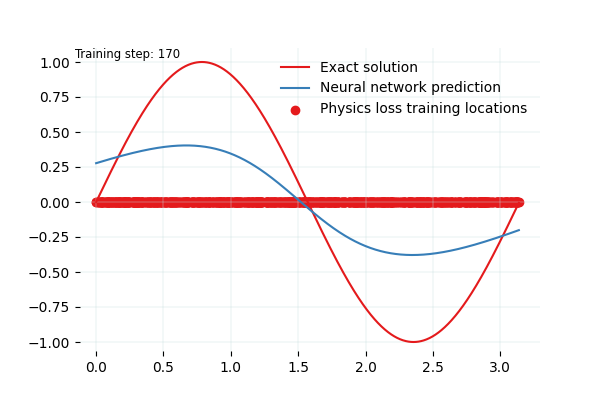 Training step: 170
Exact solution
Neural network prediction
Physics loss training locations
1.00
0.75
0.50
0.25
0.00
−0.25
−0.50
−0.75
−1.00
0.0 0.5 1.0 1.5 2.0 2.5 3.0